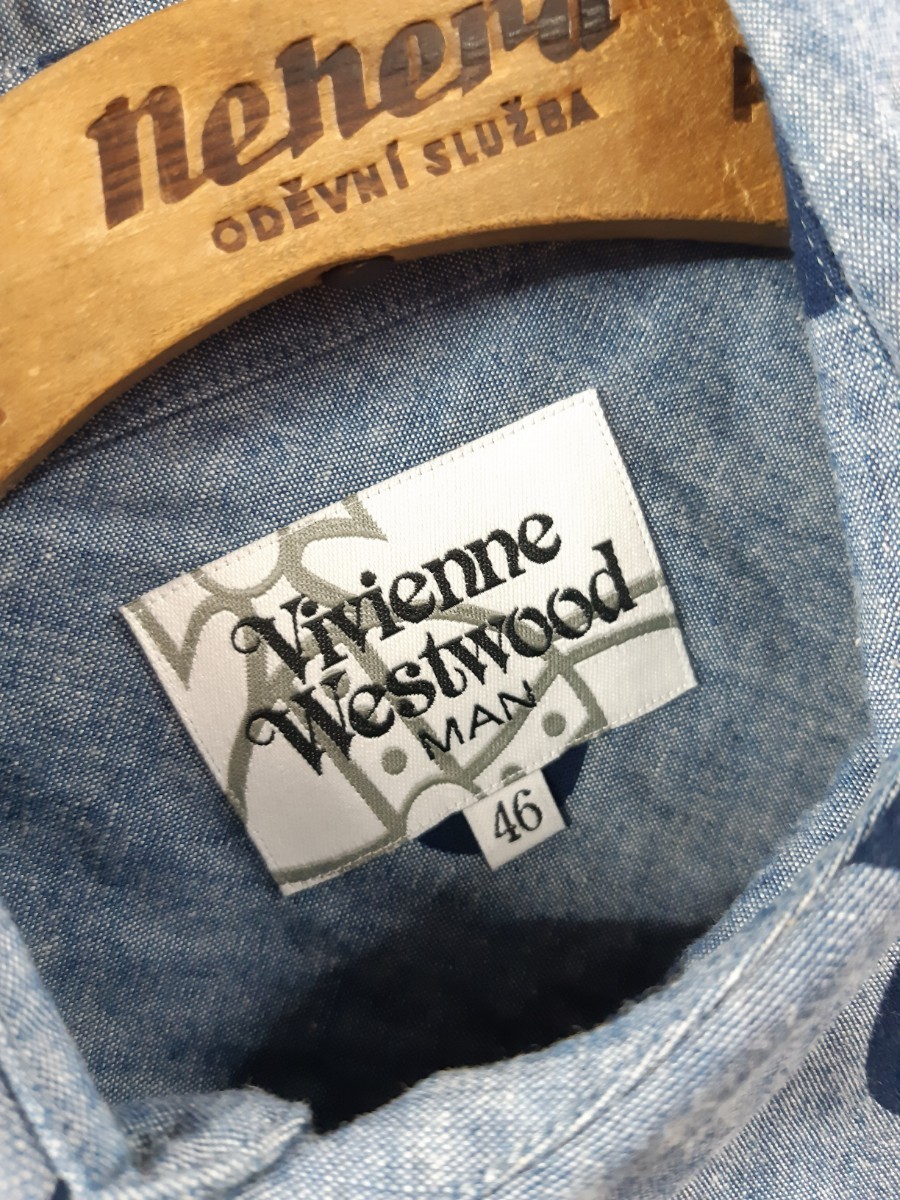 Nehera
ODĚVNÍ SLUŽBA
Vivienne
Westwood
MAN
46